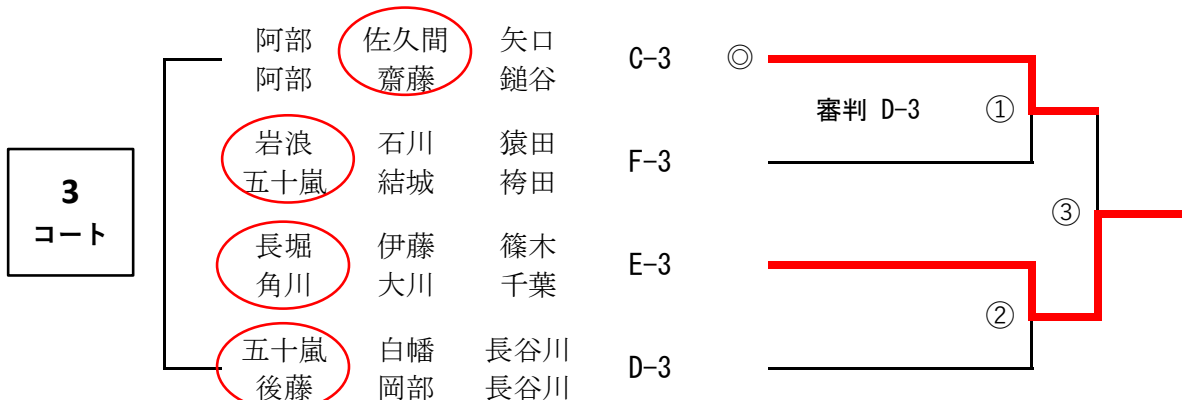 阿部 佐久間 矢口 C-3 ◎
阿部 齋藤 鎚谷
審判 D-3 ①
岩浪 石川 猿田 F-3
五十嵐 結城 袴田
3
コート
③
長堀 伊藤 篠木 E-3
角川 大川 千葉
②
五十嵐 白幡 長谷川 D-3
後藤 岡部 長谷川